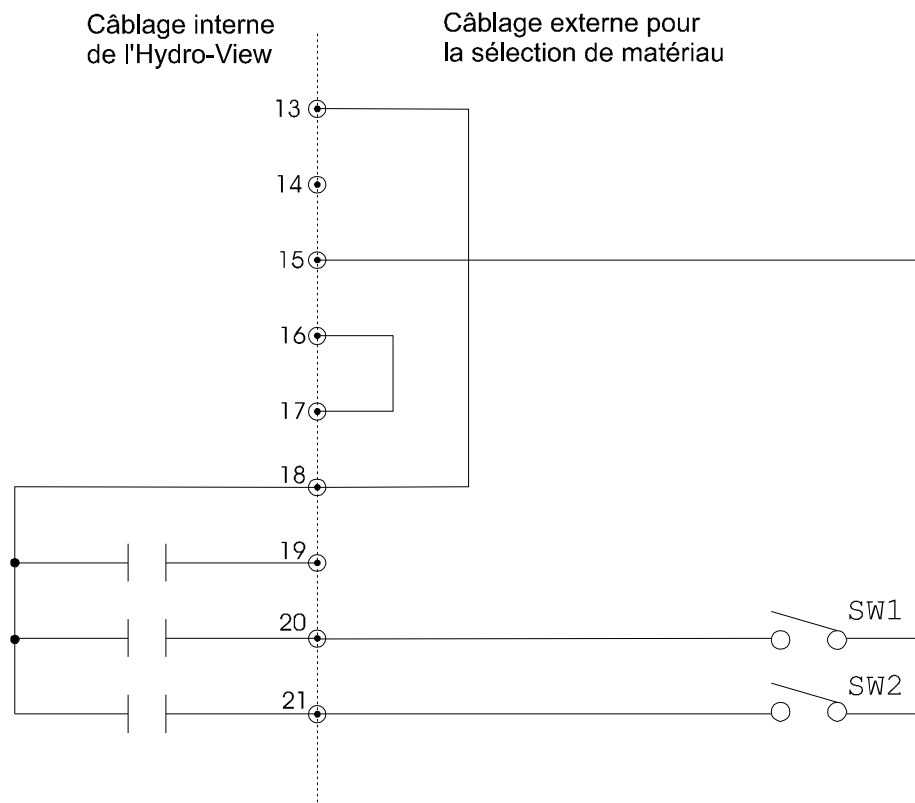 Câblage interne
de l'Hydro-View
Câblage externe pour
la sélection de matériau
13
14
15
16
17
18
19
20
SW1
21
SW2